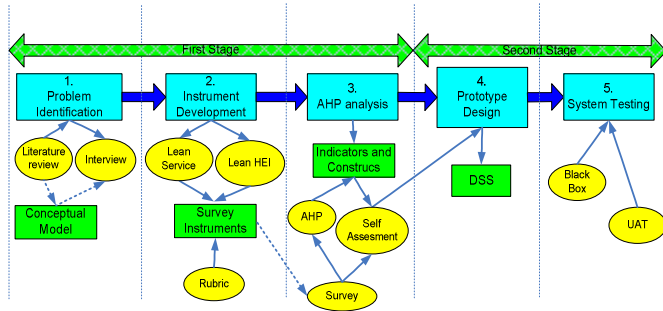 First Stage
Second Stage
1.
Problem
Identification
2.
Instrument
Development
3.
AHP analysis
4.
Prototype
Design
5.
System Testing
Literature
review
Interview
Conceptual
Model
Lean
Service
Lean HEI
Survey
Instruments
Rubric
Indicators and
Construcs
AHP
Self
Assesment
Survey
DSS
Black
Box
UAT